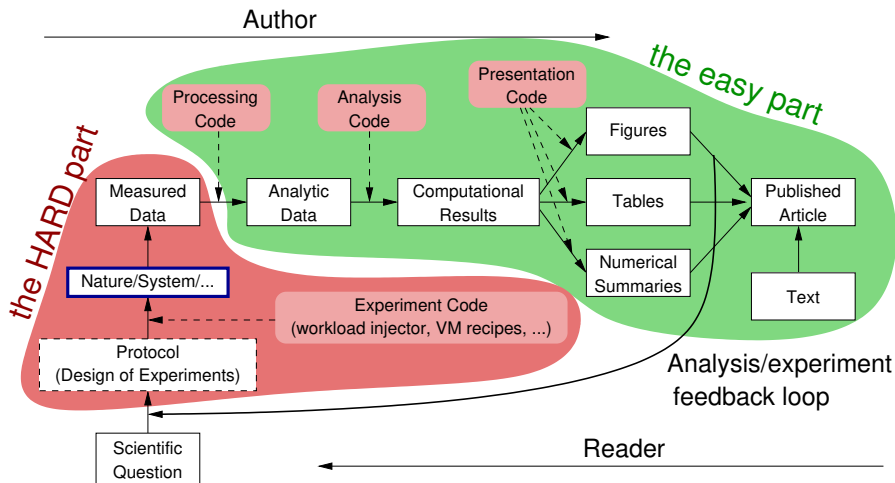 Author
the easy part
Presentation
Code
Processing
Code
Analysis
Code
Figures
the HARD part
Measured
Data
Analytic
Data
Computational
Results
Tables
Published
Article
Nature/System/...
Numerical
Summaries
Text
Experiment Code
(workload injector, VM recipes, ...)
Protocol
(Design of Experiments)
Analysis/experiment
feedback loop
Scientific
Question
Reader